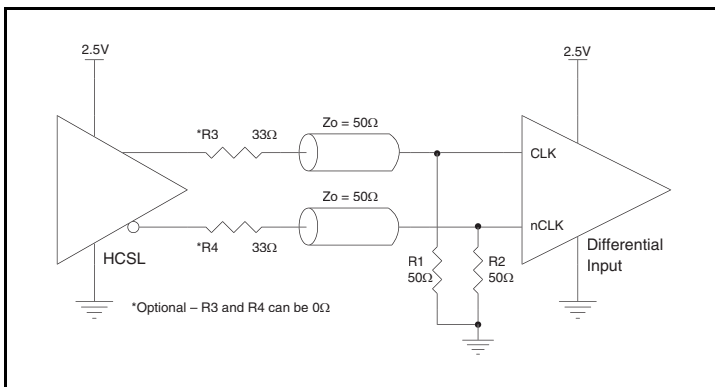 2.5V
2.5V
*R3 33Ω
Zo = 50Ω
CLK
Zo = 50Ω
nCLK
*R4 33Ω
HCSL
Differential
Input
R1
50Ω
R2
50Ω
*Optional – R3 and R4 can be 0Ω